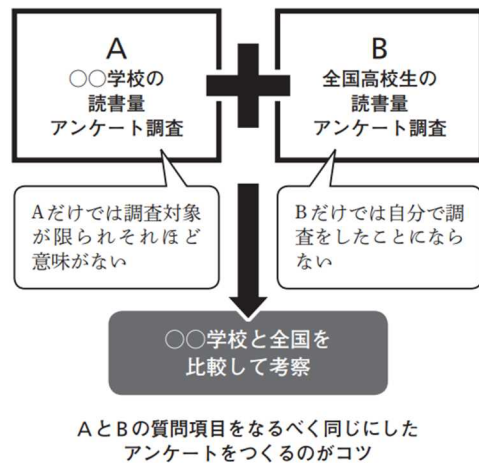 A
○○学校の
読書量
アンケート調査
B
全国高校生の
読書量
アンケート調査
Aだけでは調査対象
が限られそれほど
意味がない
Bだけでは自分で調
査をしたことになら
ない
○○学校と全国を
比較して考察
AとBの質問項目をなるべく同じにした
アンケートをつくるのがコツ